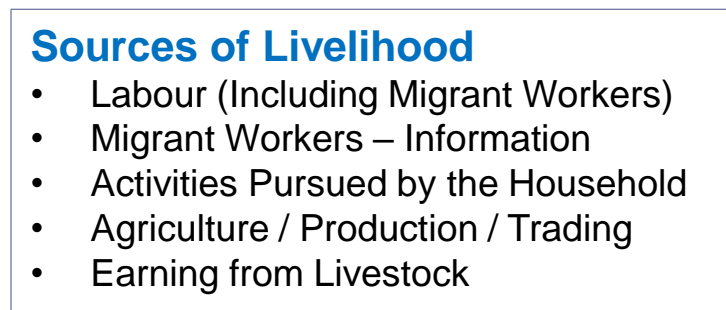 Sources of Livelihood
• Labour (Including Migrant Workers)
• Migrant Workers – Information
• Activities Pursued by the Household
• Agriculture / Production / Trading
• Earning from Livestock